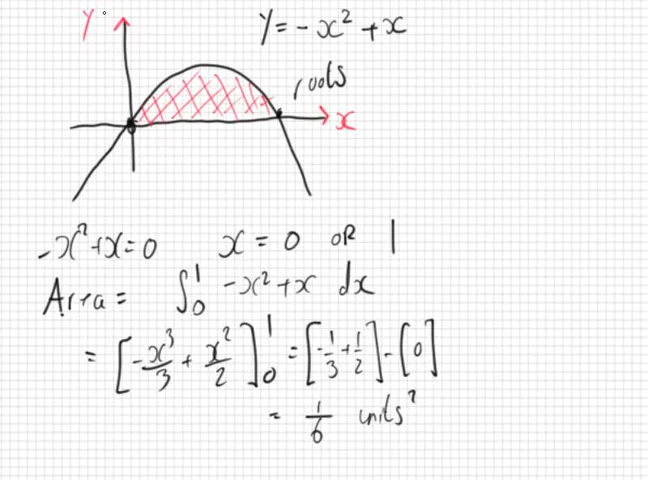 y
y = -x² + x
roots
x
-x² + x = 0   x = 0 OR 1
Area = ∫₀¹ -x² + x dx
= [-x³/3 + x²/2]₀¹ = [-1/3 + 1/2] - [0]
= 1/6 units²